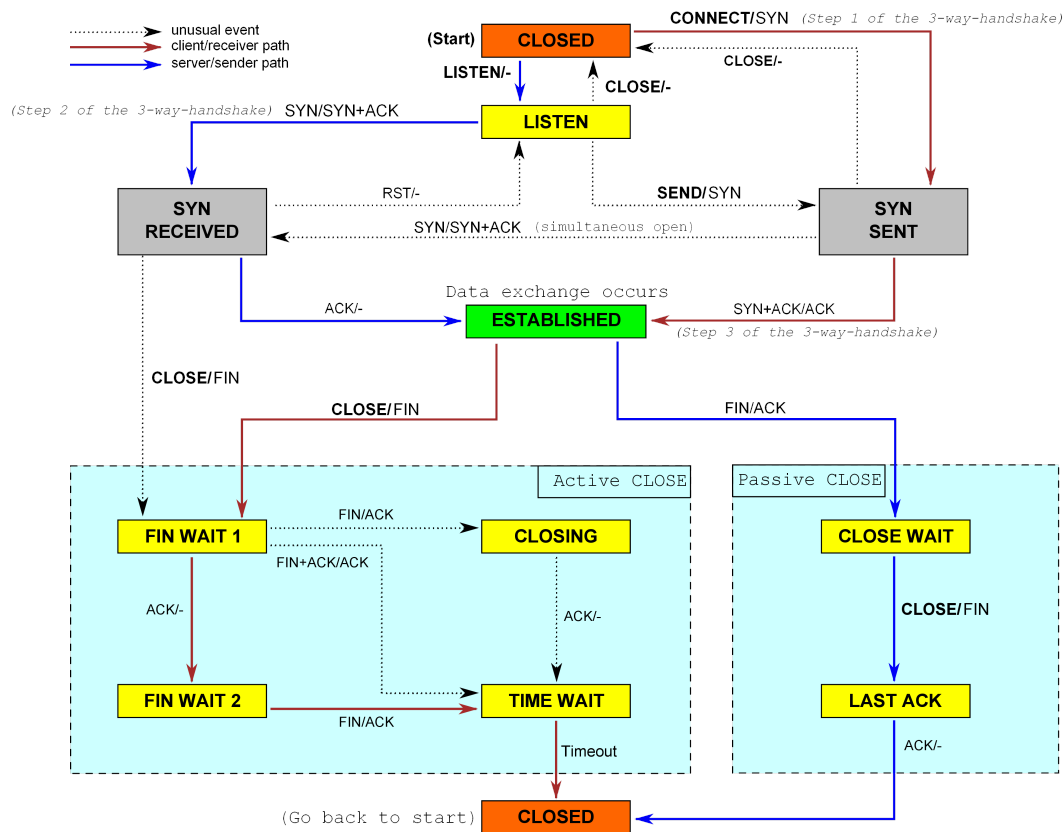 unusual event
client/receiver path
server/sender path
(Start)
CLOSED
CONNECT/SYN (Step 1 of the 3-way-handshake)
CLOSE/-
LISTEN/-
CLOSE/-
(Step 2 of the 3-way-handshake) SYN/SYN+ACK
LISTEN
RST/-
SEND/SYN
SYN
RECEIVED
SYN
SENT
SYN/SYN+ACK (simultaneous open)
Data exchange occurs
ACK/-
ESTABLISHED
SYN+ACK/ACK
(Step 3 of the 3-way-handshake)
CLOSE/FIN
CLOSE/FIN
FIN/ACK
Active CLOSE
Passive CLOSE
FIN WAIT 1
FIN/ACK
CLOSING
CLOSE WAIT
FIN+ACK/ACK
ACK/-
ACK/-
CLOSE/FIN
FIN WAIT 2
FIN/ACK
TIME WAIT
LAST ACK
Timeout
ACK/-
(Go back to start)
CLOSED